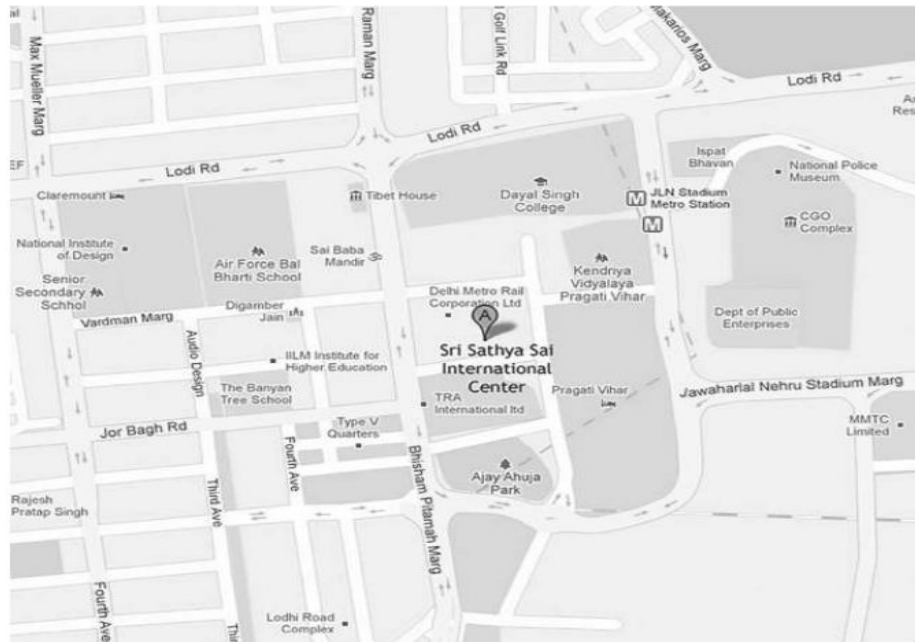 Max Mueller Marg
Raman Marg
Golf Link Rd
Makarios Marg
Lodi Rd
Lodi Rd
Lodi Rd
EF
Claremount
Tibet House
Dayal Singh
College
JLN Stadium
Metro Station
M
M
Ispat
Bhavan
National Police
Museum
CGO
Complex
National Institute
of Design
Air Force Bal
Bharti School
Sai Baba
Mandir
Kendriya
Vidyalaya
Pragati Vihar
Senior
Secondary
Schhol
Digamber
Jain
Delhi Metro Rail
Corporation Ltd
A
Sri Sathya Sai
International
Center
Dept of Public
Enterprises
Vardman Marg
Audio Design
IILM Institute for
Higher Education
The Banyan
Tree School
TRA
International ltd
Pragati Vihar
Jawaharlal Nehru Stadium Marg
MMTC
Limited
Jor Bagh Rd
Type V
Quarters
Fourth Ave
Bhisham Pitamah Marg
Ajay Ahuja
Park
Rajesh
Pratap Singh
Third Ave
Fourth Ave
Lodhi Road
Complex